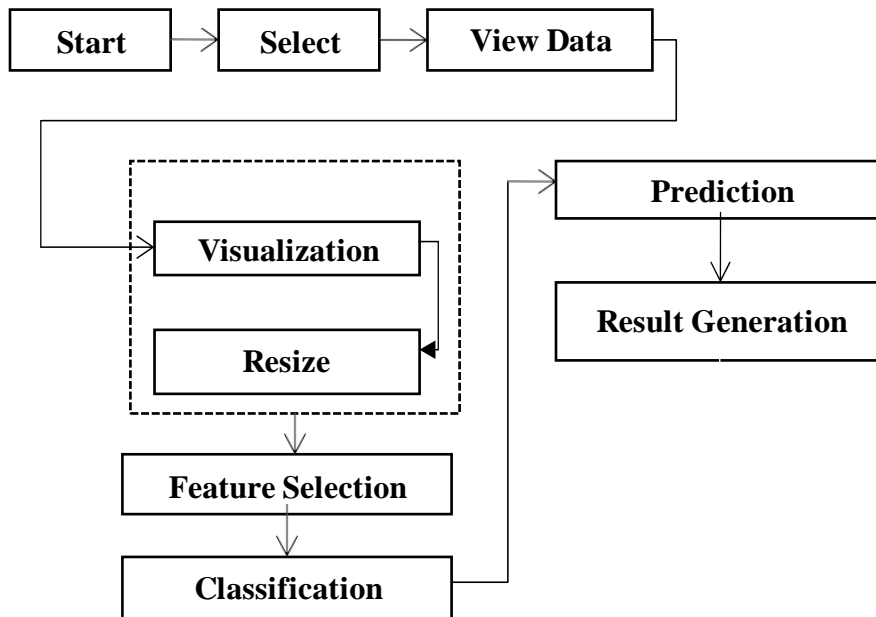 Start
Select
View Data
Visualization
Resize
Feature Selection
Classification
Prediction
Result Generation